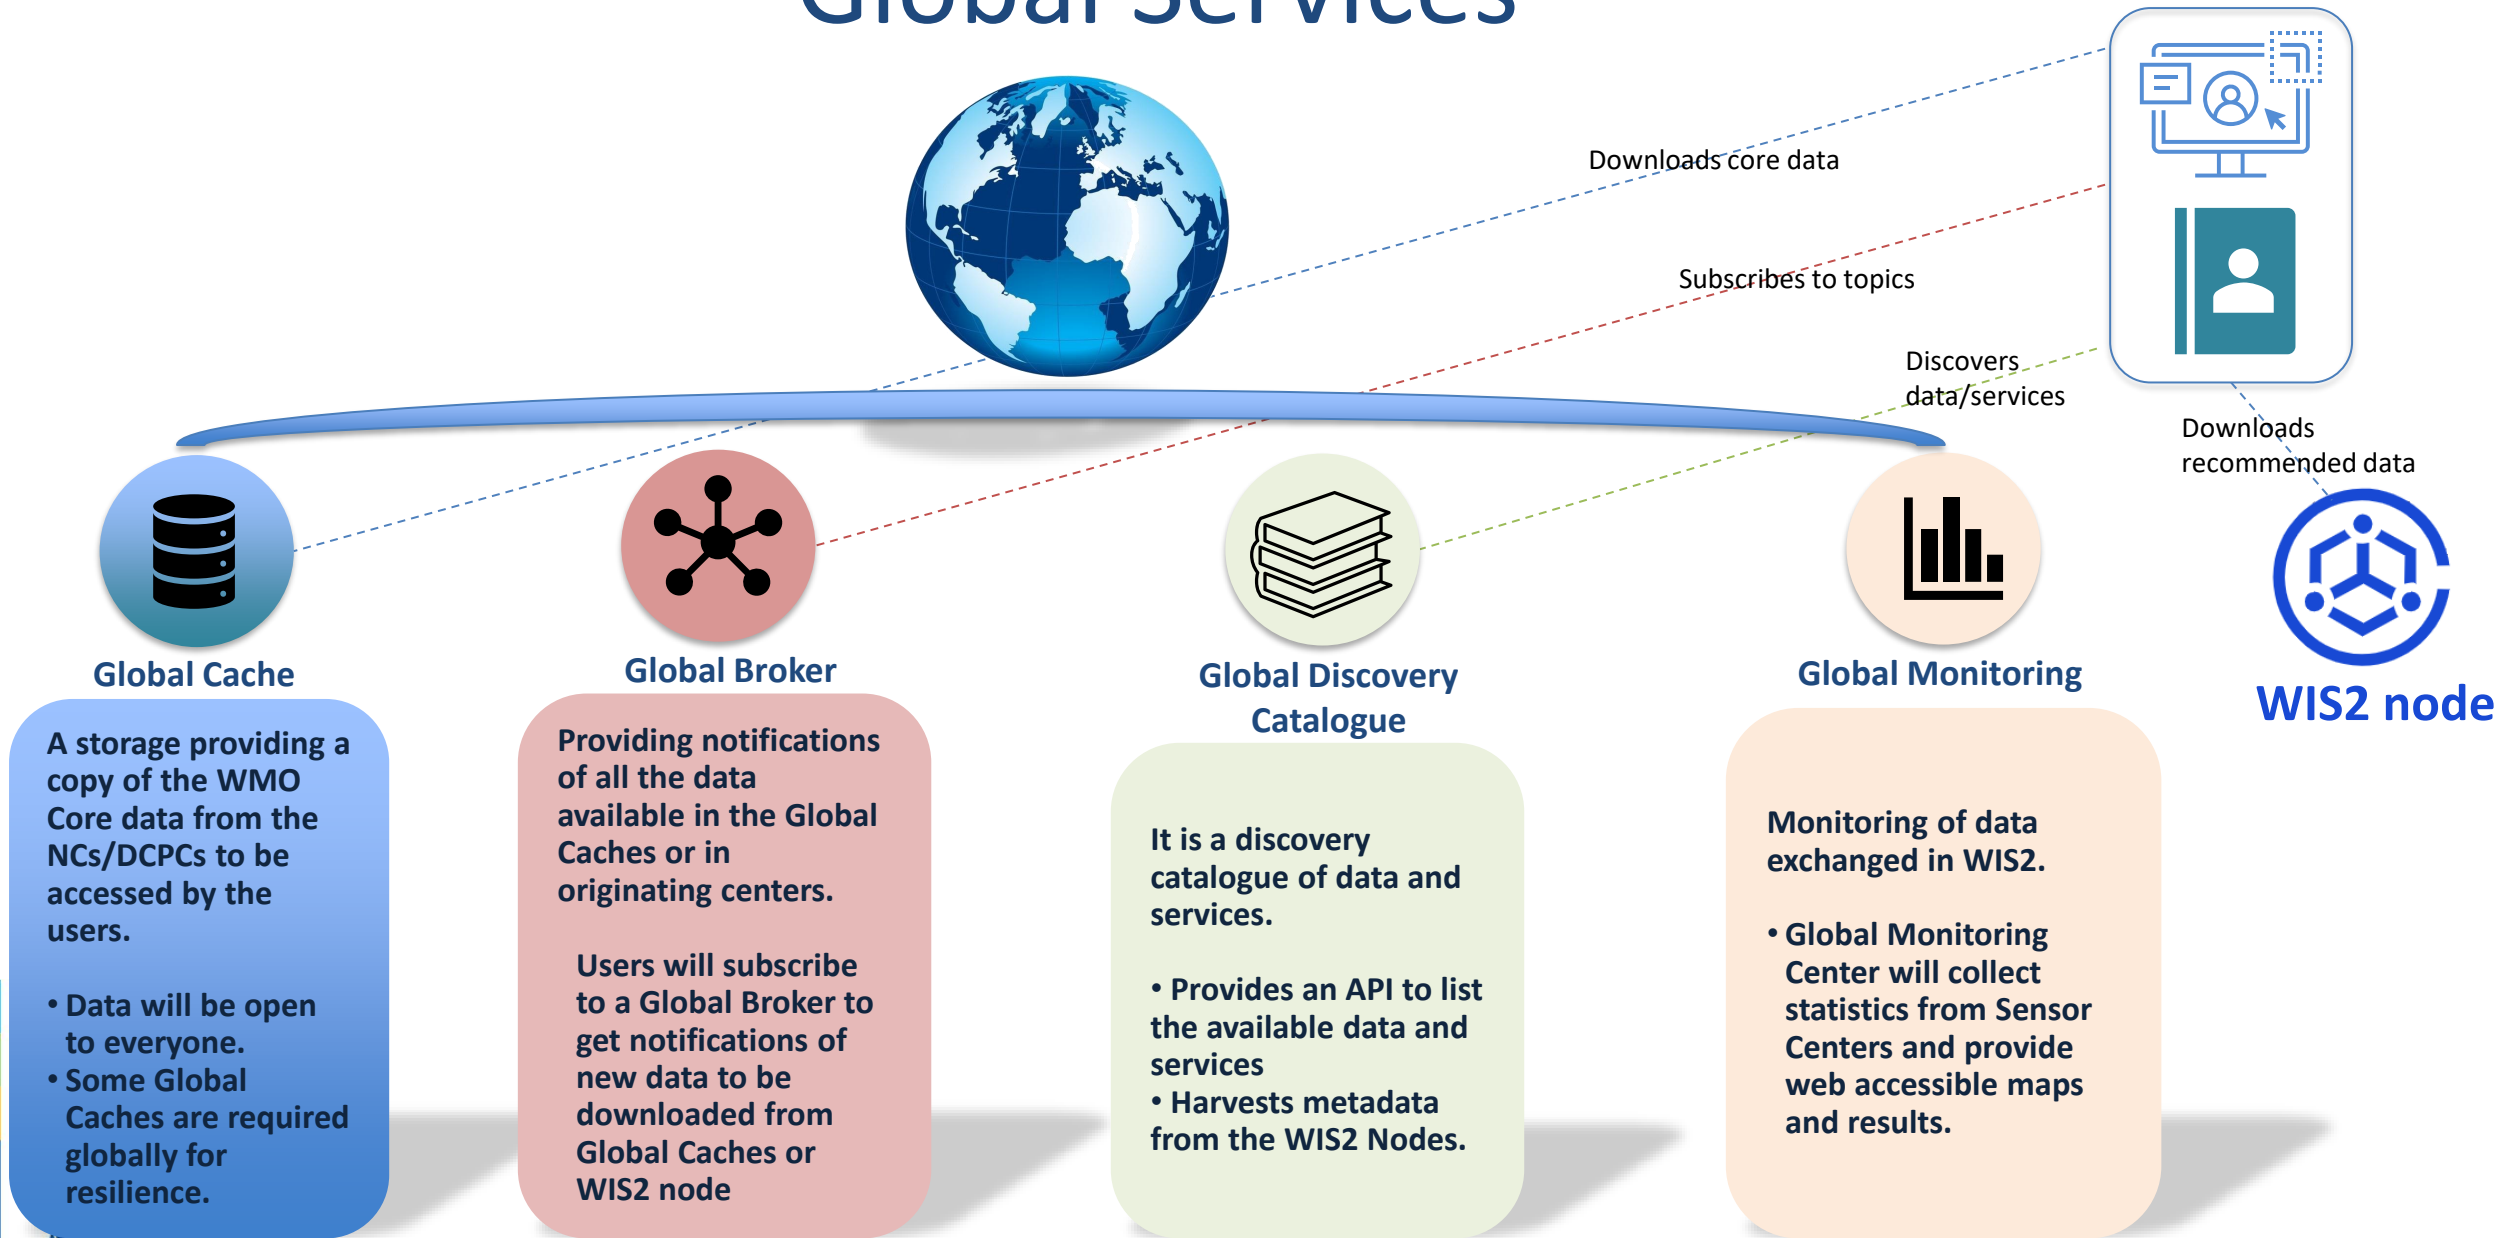 Global Services
Downloads core data
Subscribes to topics
Discovers
data/services
Downloads
recommended data
WIS2 node
Global Cache
A storage providing a
copy of the WMO
Core data from the
NCs/DCPCs to be
accessed by the
users.
• Data will be open
to everyone.
• Some Global
Caches are required
globally for
resilience.
Global Broker
Providing notifications
of all the data
available in the Global
Caches or in
originating centers.
Users will subscribe
to a Global Broker to
get notifications of
new data to be
downloaded from
Global Caches or
WIS2 node
Global Discovery
Catalogue
It is a discovery
catalogue of data and
services.
• Provides an API to list
the available data and
services
• Harvests metadata
from the WIS2 Nodes.
Global Monitoring
Monitoring of data
exchanged in WIS2.
• Global Monitoring
Center will collect
statistics from Sensor
Centers and provide
web accessible maps
and results.